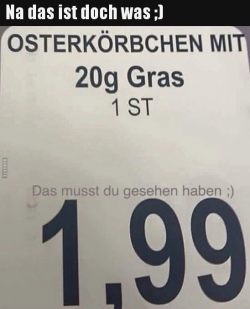 Na das ist doch was ;)
OSTERKÖRBCHEN MIT
20g Gras
1 ST
Das musst du gesehen haben ;)
1,99